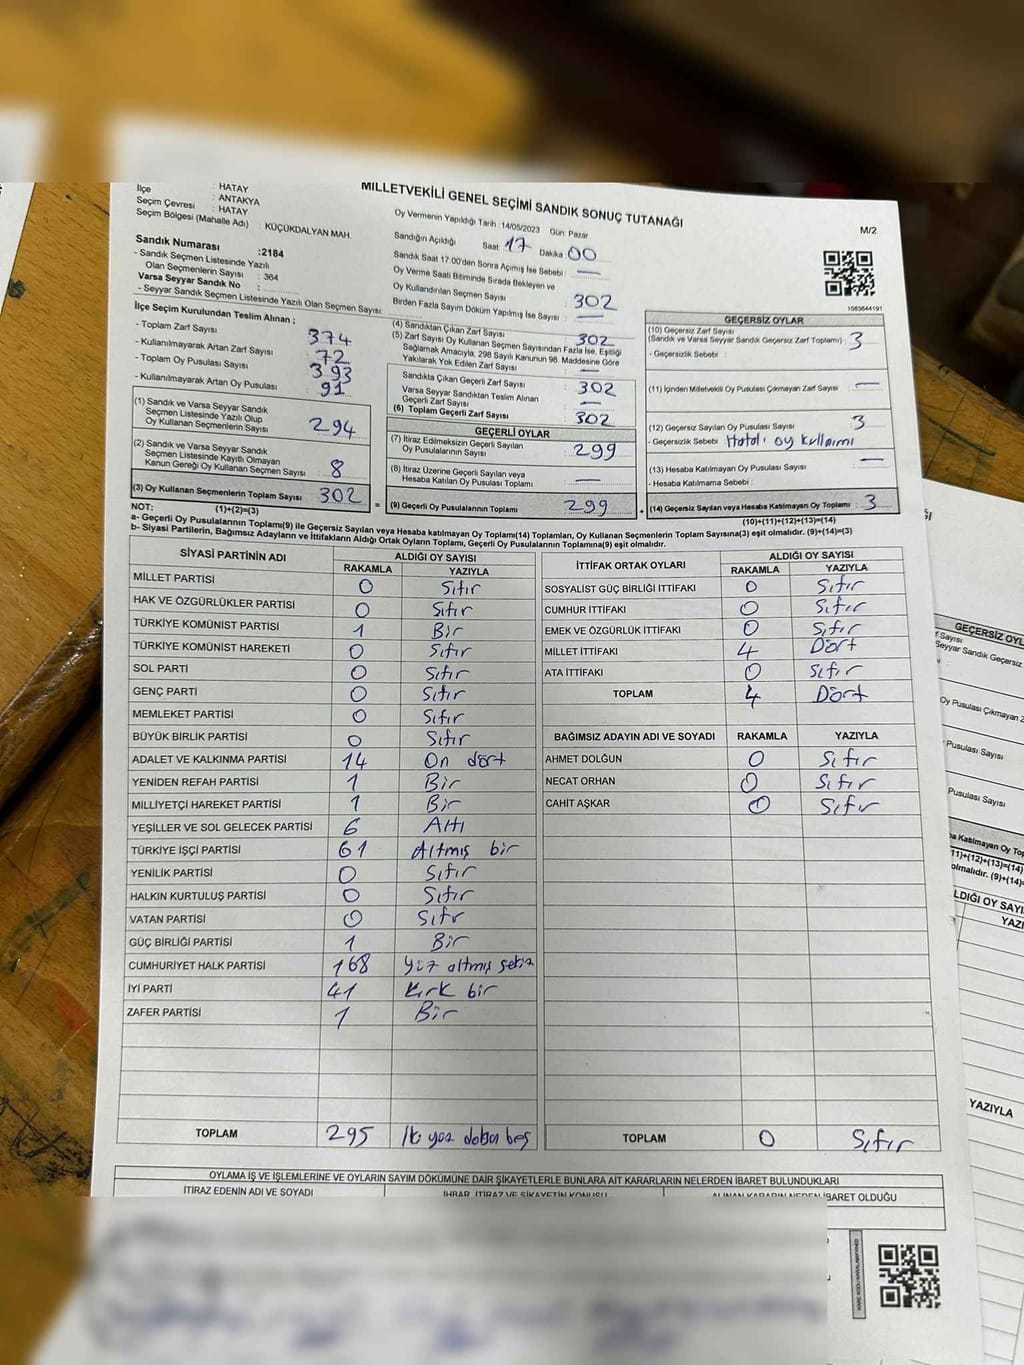 MİLLETVEKİLİ GENEL SEÇİMİ SANDIK SONUÇ TUTANAĞI
M/2
İlçe : HATAY
Seçim Çevresi : ANTAKYA
: HATAY
Seçim Bölgesi (Mahalle Adı) : KÜÇÜKDALYAN MAH.
Sandık Numarası :2184
- Sandık Seçmen Listesinde Yazılı
Olan Seçmenlerin Sayısı : 364
Varsa Seyyar Sandık No :
- Seyyar Sandık Seçmen Listesinde Yazılı Olan Seçmen Sayısı:
Oy Vermenin Yapıldığı Tarih :14/05/2023 Gün: Pazar
Sandığın Açıldığı Saat 17 Dakika 00
Sandık Saat 17.00'den Sonra Açımış İse Sebebi : —
Oy Verme Saati Bitiminde Sırada Bekleyen ve
Oy Kullandırılan Seçmen Sayısı : 302
Birden Fazla Sayım Döküm Yapılmış İse Sayısı : —
1083644191
İlçe Seçim Kurulundan Teslim Alınan ;
- Toplam Zarf Sayısı : 374
- Kullanılmayarak Artan Zarf Sayısı : 72
- Toplam Oy Pusulası Sayısı : 393
- Kullanılmayarak Artan Oy Pusulası : 91
(1) Sandık ve Varsa Seyyar Sandık
Seçmen Listesinde Yazılı Olup
Oy Kullanan Seçmenlerin Sayısı : 294
(2) Sandık ve Varsa Seyyar Sandık
Seçmen Listesinde Kayıtlı Olmayan
Kanun Gereği Oy Kullanan Seçmen Sayısı : 8
(3) Oy Kullanan Seçmenlerin Toplam Sayısı : 302
(1)+(2)=(3)
(4) Sandıktan Çıkan Zarf Sayısı : 302
(5) Zarf Sayısı Oy Kullanan Seçmen Sayısından Fazla İse, Eşitliği
Sağlamak Amacıyla, 298 Sayılı Kanunun 98. Maddesine Göre
Yakılarak Yok Edilen Zarf Sayısı : —
Sandıkta Çıkan Geçerli Zarf Sayısı : 302
Varsa Seyyar Sandıktan Teslim Alınan
Geçerli Zarf Sayısı : —
(6) Toplam Geçerli Zarf Sayısı : 302
GEÇERLİ OYLAR
(7) İtiraz Edilmeksizin Geçerli Sayılan
Oy Pusulalarının Sayısı : 299
(8) İtiraz Üzerine Geçerli Sayılan veya
Hesaba Katılan Oy Pusulası Toplamı : —
= (9) Geçerli Oy Pusulalarının Toplamı : 299
GEÇERSİZ OYLAR
(10) Geçersiz Zarf Sayısı
(Sandık ve Varsa Seyyar Sandık Geçersiz Zarf Toplamı) : 3
- Geçersizlik Sebebi :
(11) İçinden Milletvekili Oy Pusulası Çıkmayan Zarf Sayısı : —
(12) Geçersiz Sayılan Oy Pusulası Sayısı : 3
- Geçersizlik Sebebi : Hatalı oy kullaımı
(13) Hesaba Katılmayan Oy Pusulası Sayısı : —
- Hesaba Katılmama Sebebi :
+ (14) Geçersiz Sayılan veya Hesaba Katılmayan Oy Toplamı : 3
(10)+(11)+(12)+(13)=(14)
NOT:
a- Geçerli Oy Pusulalarının Toplamı(9) ile Geçersiz Sayılan veya Hesaba katılmayan Oy Toplamı(14) Toplamları, Oy Kullanan Seçmenlerin Toplam Sayısına(3) eşit olmalıdır. (9)+(14)=(3)
b- Siyasi Partilerin, Bağımsız Adayların ve İttifakların Aldığı Ortak Oyların Toplamı, Geçerli Oy Pusulalarının Toplamına(9) eşit olmalıdır.
SİYASİ PARTİNİN ADI ALDIĞI OY SAYISI
RAKAMLA YAZIYLA
MİLLET PARTİSİ 0 Sıfır
HAK VE ÖZGÜRLÜKLER PARTİSİ 0 Sıfır
TÜRKİYE KOMÜNİST PARTİSİ 1 Bir
TÜRKİYE KOMÜNİST HAREKETİ 0 Sıfır
SOL PARTİ 0 Sıfır
GENÇ PARTİ 0 Sıfır
MEMLEKET PARTİSİ 0 Sıfır
BÜYÜK BİRLİK PARTİSİ 0 Sıfır
ADALET VE KALKINMA PARTİSİ 14 On dört
YENİDEN REFAH PARTİSİ 1 Bir
MİLLİYETÇİ HAREKET PARTİSİ 1 Bir
YEŞİLLER VE SOL GELECEK PARTİSİ 6 Altı
TÜRKİYE İŞÇİ PARTİSİ 61 Altmış bir
YENİLİK PARTİSİ 0 Sıfır
HALKIN KURTULUŞ PARTİSİ 0 Sıfır
VATAN PARTİSİ 0 Sıfr
GÜÇ BİRLİĞİ PARTİSİ 1 Bir
CUMHURİYET HALK PARTİSİ 168 yüz altmış sekiz
İYİ PARTİ 41 Kırk bir
ZAFER PARTİSİ 1 Bir
TOPLAM 295 İki yüz doksan beş
İTTİFAK ORTAK OYLARI ALDIĞI OY SAYISI
RAKAMLA YAZIYLA
SOSYALİST GÜÇ BİRLİĞİ İTTİFAKI 0 Sıfır
CUMHUR İTTİFAKI 0 Sıfır
EMEK VE ÖZGÜRLÜK İTTİFAKI 0 Sıfır
MİLLET İTTİFAKI 4 Dört
ATA İTTİFAKI 0 Sıfır
TOPLAM 4 Dört
BAĞIMSIZ ADAYIN ADI VE SOYADI RAKAMLA YAZIYLA
AHMET DOLĞUN 0 Sıfır
NECAT ORHAN 0 Sıfır
CAHİT AŞKAR 0 Sıfır
TOPLAM 0 Sıfır
OYLAMA İŞ VE İŞLEMLERİNE VE OYLARIN SAYIM DÖKÜMÜNE DAİR ŞİKAYETLERLE BUNLARA AİT KARARLARIN NELERDEN İBARET BULUNDUKLARI
İTİRAZ EDENİN ADI VE SOYADI İHBAR, İTİRAZ VE ŞİKAYETİN KONUSU ALINAN KARARIN NEDEN İBARET OLDUĞU
GEÇERSİZ OYL
Seyyar Sandık Geçersiz
Oy Pusulası Çıkmayan Z
Pusulası Sayısı
Pusulası Sayısı
Katılmayan Oy Top
11)+(12)+(13)=(14)
olmalıdır. (9)+(14)=
LDIĞI OY SAYI
YAZI
YAZIYLA